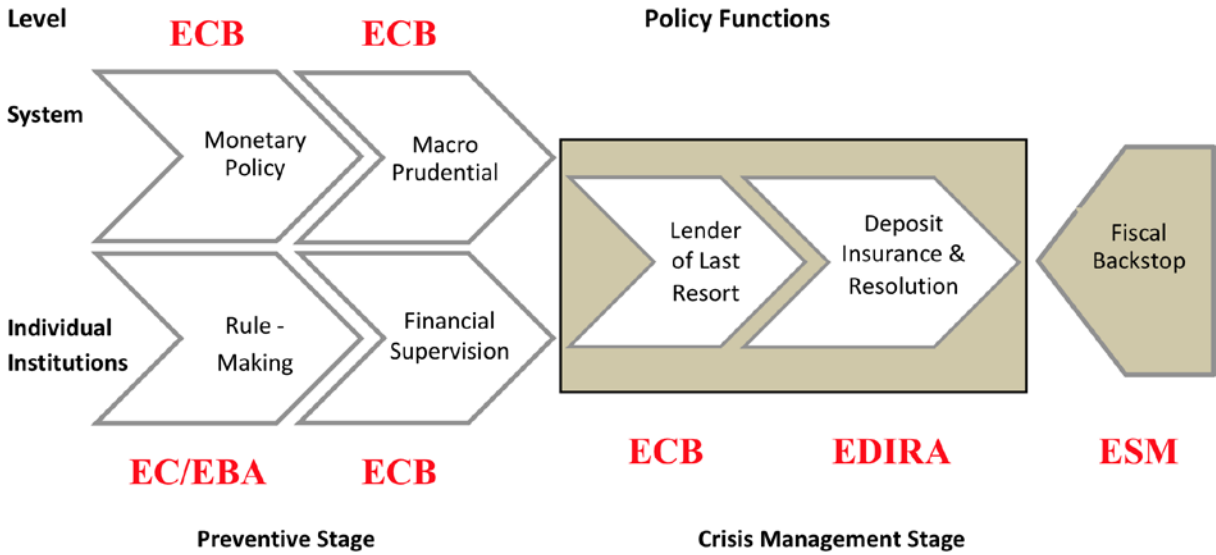 Level
Policy Functions
ECB
ECB
System
Monetary
Policy
Macro
Prudential
Lender
of Last
Resort
Deposit
Insurance &
Resolution
Fiscal
Backstop
Individual
Institutions
Rule -
Making
Financial
Supervision
EC/EBA
ECB
ECB
EDIRA
ESM
Preventive Stage
Crisis Management Stage